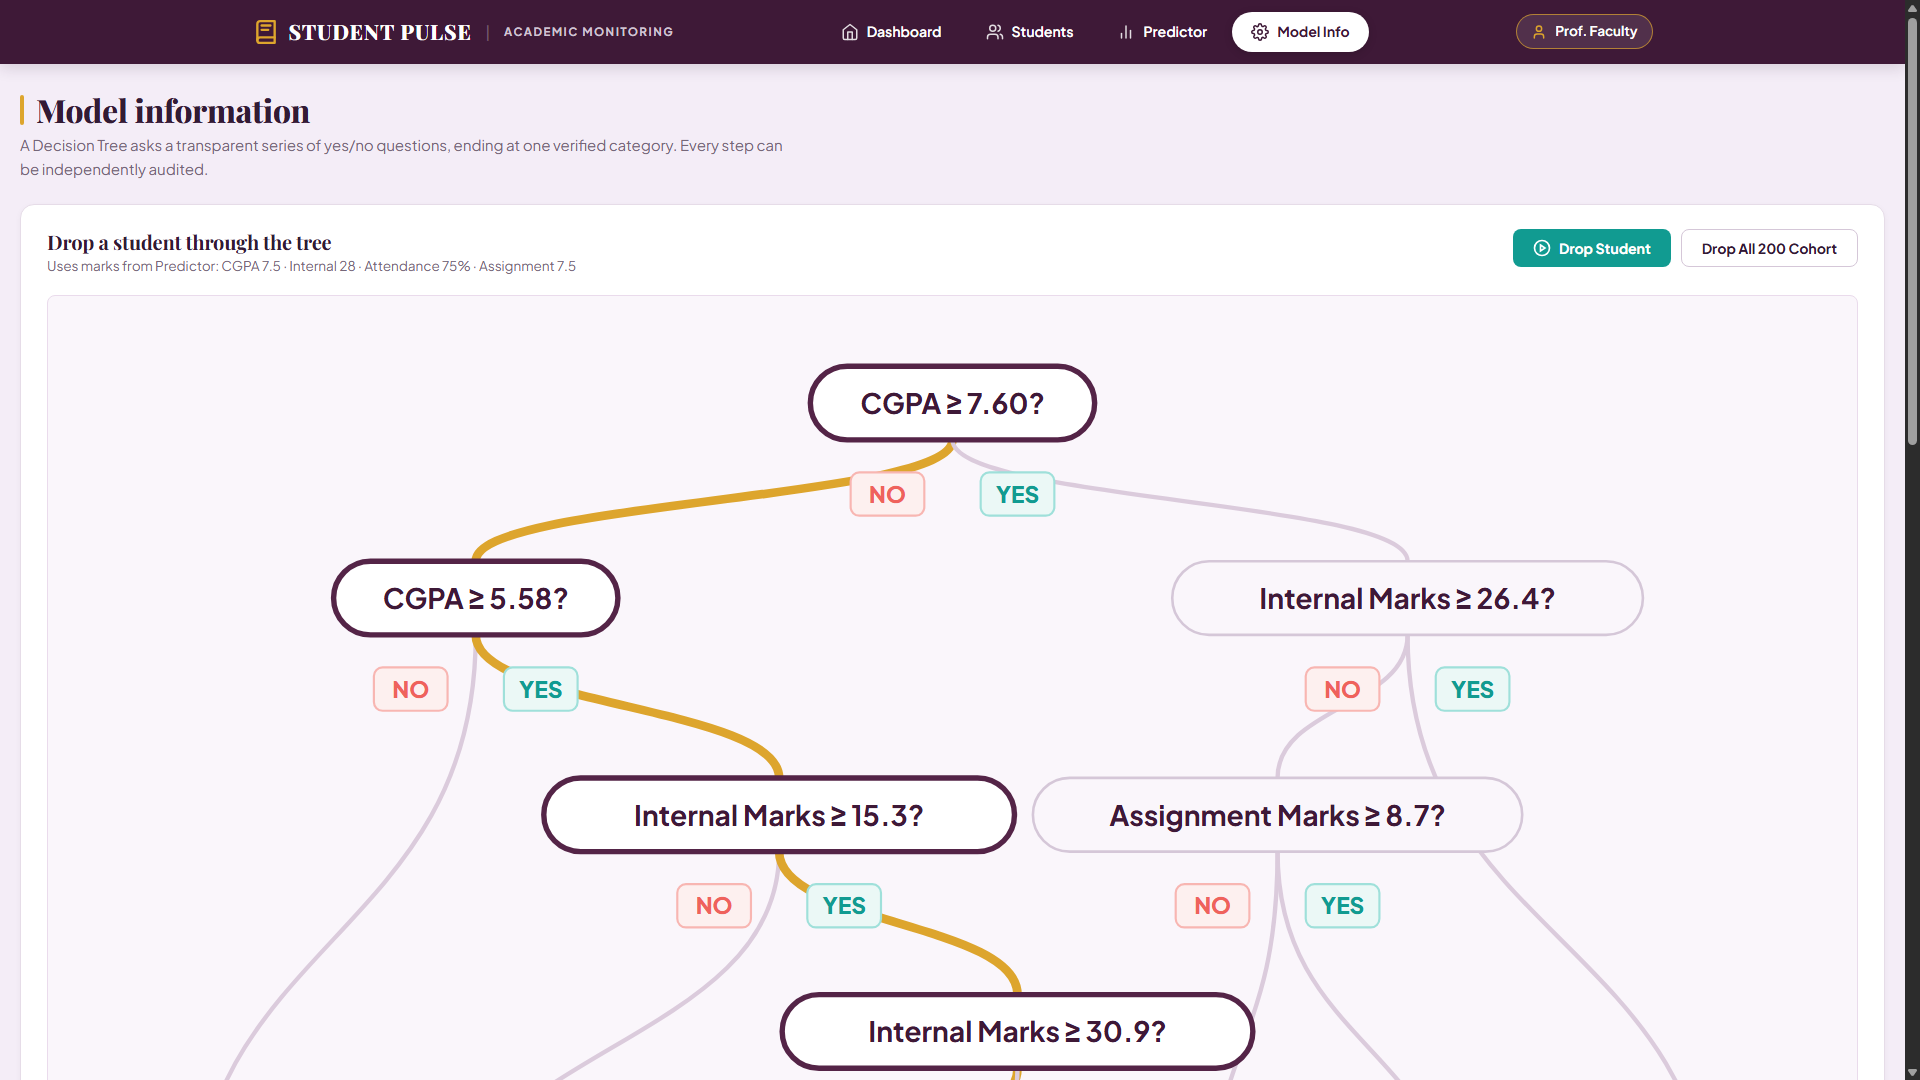 STUDENT PULSE | ACADEMIC MONITORING
Dashboard
Students
Predictor
Model Info
Prof. Faculty
Model information
A Decision Tree asks a transparent series of yes/no questions, ending at one verified category. Every step can
be independently audited.
Drop a student through the tree
Uses marks from Predictor: CGPA 7.5 · Internal 28 · Attendance 75% · Assignment 7.5
Drop Student
Drop All 200 Cohort
CGPA ≥ 7.60?
NO
YES
CGPA ≥ 5.58?
Internal Marks ≥ 26.4?
NO
YES
NO
YES
Internal Marks ≥ 15.3?
Assignment Marks ≥ 8.7?
NO
YES
NO
YES
Internal Marks ≥ 30.9?